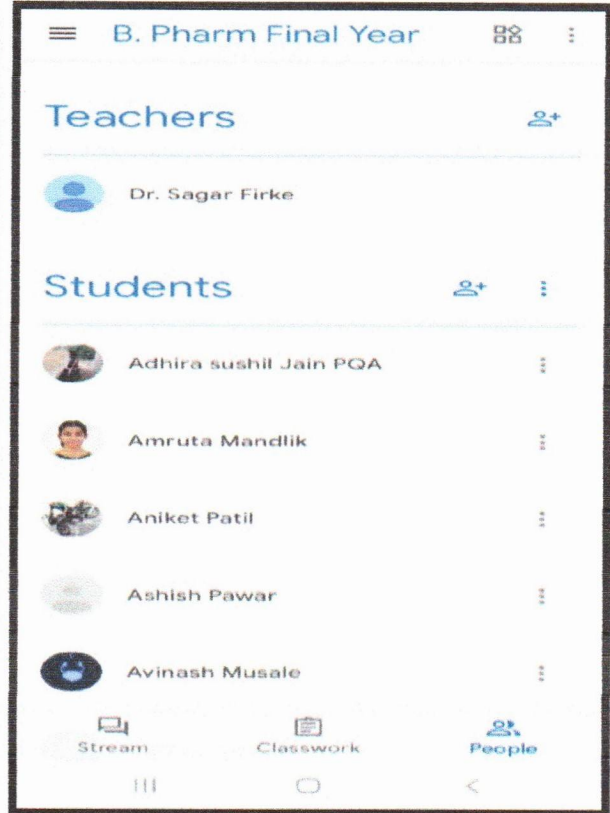 B. Pharm Final Year
Teachers
Dr. Sagar Firke
Students
Adhira sushil Jain PQA
Amruta Mandlik
Aniket Patil
Ashish Pawar
Avinash Musale
Stream Classwork People